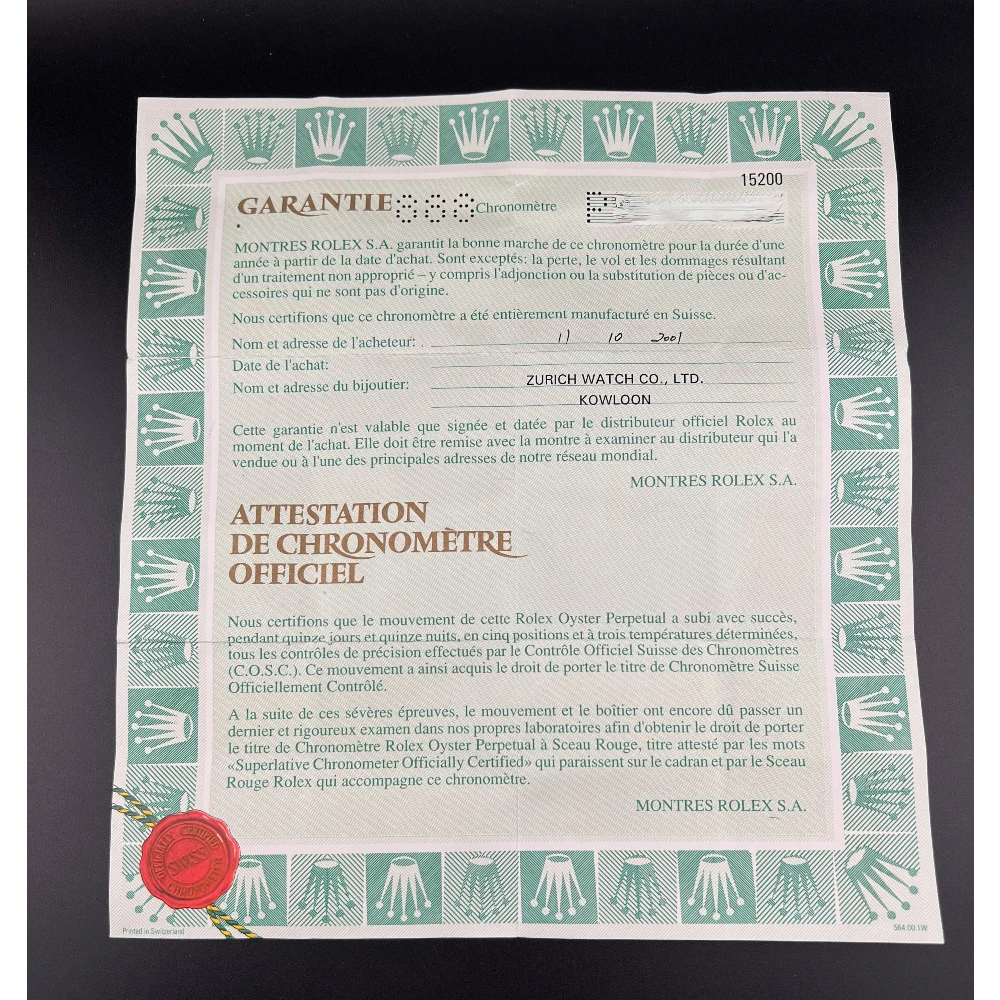 15200
GARANTIE 888 Chronomètre
MONTRES ROLEX S.A. garantit la bonne marche de ce chronomètre pour la durée d'une
année à partir de la date d'achat. Sont exceptés: la perte, le vol et les dommages résultant
d'un traitement non approprié – y compris l'adjonction ou la substitution de pièces ou d'ac-
cessoires qui ne sont pas d'origine.
Nous certifions que ce chronomètre a été entièrement manufacturé en Suisse.
Nom et adresse de l'acheteur: 11 10 2001
Date de l'achat:
Nom et adresse du bijoutier: ZURICH WATCH CO., LTD.
KOWLOON
Cette garantie n'est valable que signée et datée par le distributeur officiel Rolex au
moment de l'achat. Elle doit être remise avec la montre à examiner au distributeur qui l'a
vendue ou à l'une des principales adresses de notre réseau mondial.
MONTRES ROLEX S.A.
ATTESTATION
DE CHRONOMÈTRE
OFFICIEL
Nous certifions que le mouvement de cette Rolex Oyster Perpetual a subi avec succès,
pendant quinze jours et quinze nuits, en cinq positions et à trois températures déterminées,
tous les contrôles de précision effectués par le Contrôle Officiel Suisse des Chronomètres
(C.O.S.C.). Ce mouvement a ainsi acquis le droit de porter le titre de Chronomètre Suisse
Officiellement Contrôlé.
A la suite de ces sévères épreuves, le mouvement et le boîtier ont encore dû passer un
dernier et rigoureux examen dans nos propres laboratoires afin d'obtenir le droit de porter
le titre de Chronomètre Rolex Oyster Perpetual à Sceau Rouge, titre attesté par les mots
«Superlative Chronometer Officially Certified» qui paraissent sur le cadran et par le Sceau
Rouge Rolex qui accompagne ce chronomètre.
MONTRES ROLEX S.A.
OFFICIALLY CERTIFIED
SWISS
CHRONOMETER
Printed in Switzerland
564.00.1W